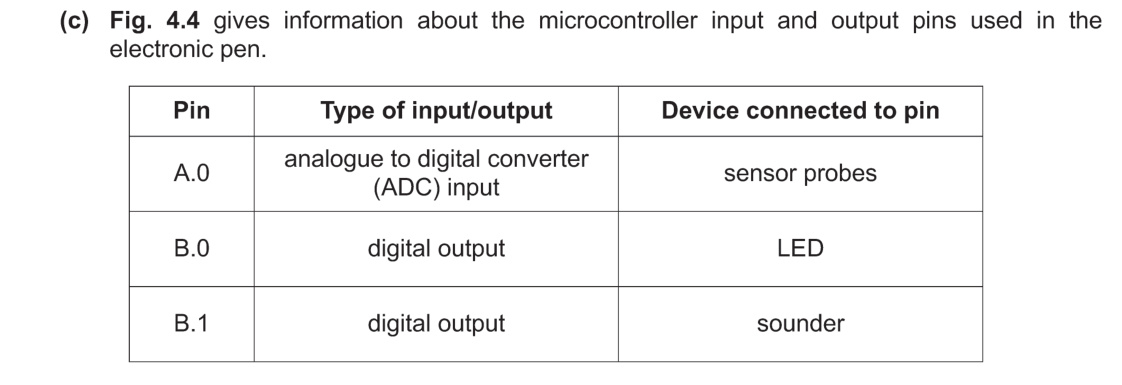 (c) Fig. 4.4 gives information about the microcontroller input and output pins used in the
electronic pen.
Pin Type of input/output Device connected to pin
A.0 analogue to digital converter
(ADC) input sensor probes
B.0 digital output LED
B.1 digital output sounder